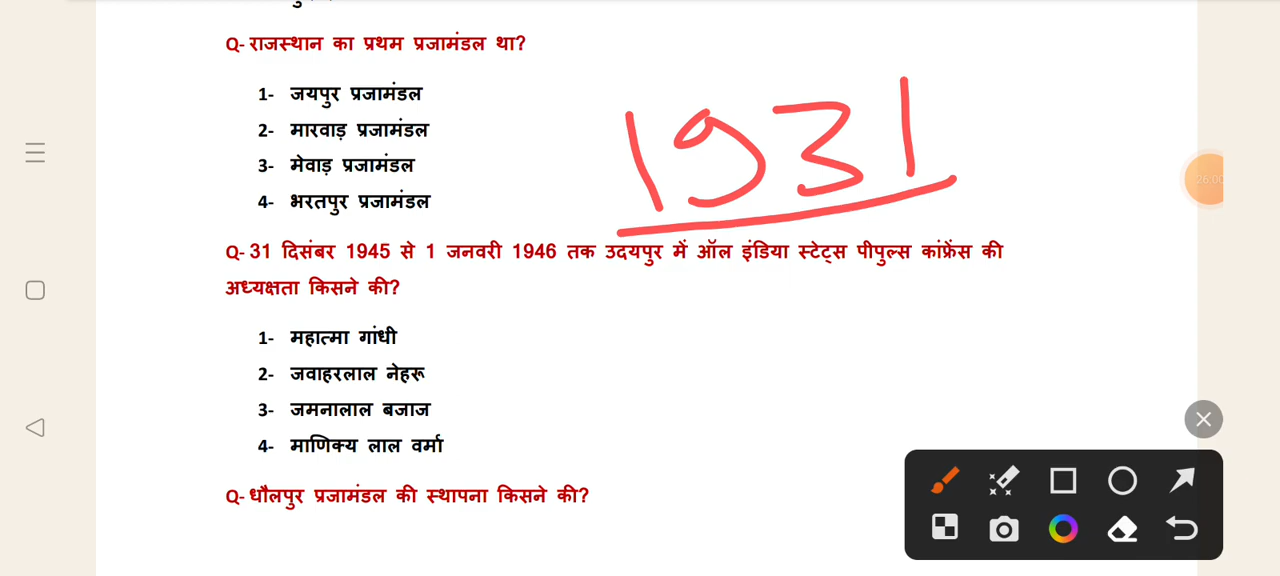 Q- राजस्थान का प्रथम प्रजामंडल था?
1- जयपुर प्रजामंडल
2- मारवाड़ प्रजामंडल
3- मेवाड़ प्रजामंडल
4- भरतपुर प्रजामंडल
1931
26:00
Q- 31 दिसंबर 1945 से 1 जनवरी 1946 तक उदयपुर में ऑल इंडिया स्टेट्स पीपुल्स कांफ्रेंस की
अध्यक्षता किसने की?
1- महात्मा गांधी
2- जवाहरलाल नेहरू
3- जमनालाल बजाज
4- माणिक्य लाल वर्मा
Q- धौलपुर प्रजामंडल की स्थापना किसने की?